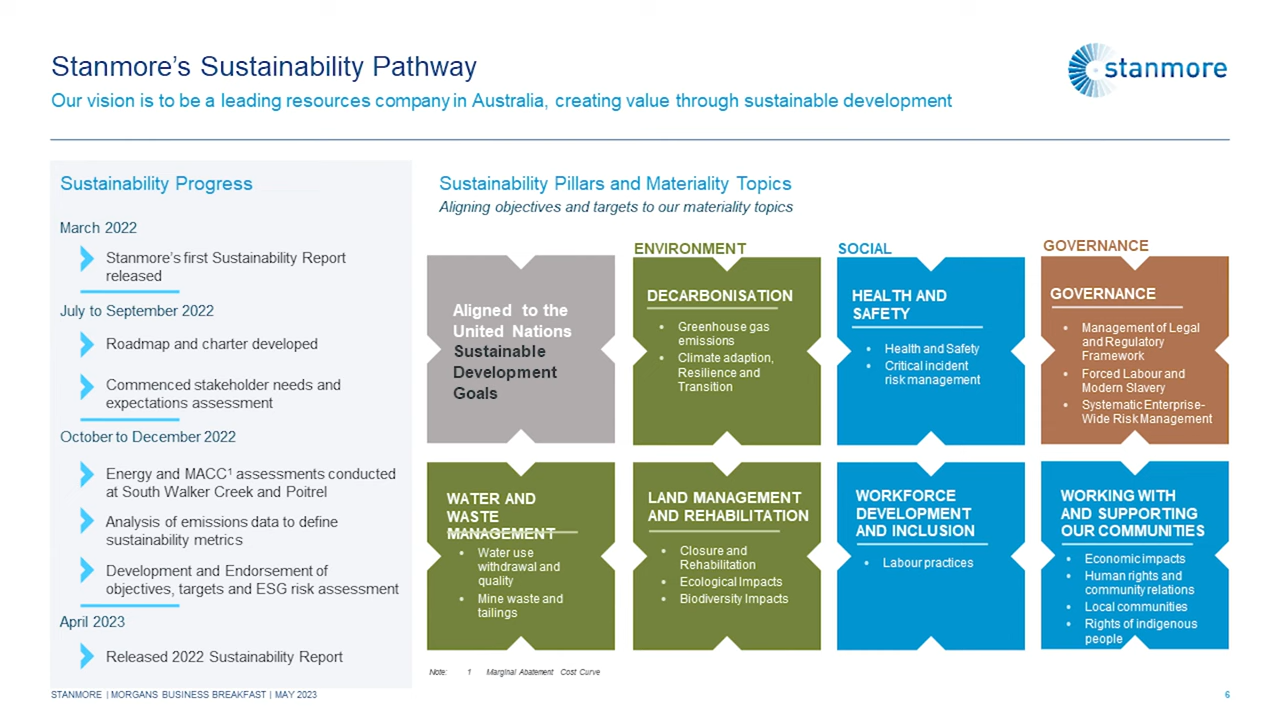 Stanmore's Sustainability Pathway
stanmore
Our vision is to be a leading resources company in Australia, creating value through sustainable development
Sustainability Progress
March 2022
Stanmore's first Sustainability Report
released
July to September 2022
Roadmap and charter developed
Commenced stakeholder needs and
expectations assessment
October to December 2022
Energy and MACC¹ assessments conducted
at South Walker Creek and Poitrel
Analysis of emissions data to define
sustainability metrics
Development and Endorsement of
objectives, targets and ESG risk assessment
April 2023
Released 2022 Sustainability Report
Sustainability Pillars and Materiality Topics
Aligning objectives and targets to our materiality topics
Aligned to the
United Nations
Sustainable
Development
Goals
ENVIRONMENT
DECARBONISATION
• Greenhouse gas
emissions
• Climate adaption,
Resilience and
Transition
SOCIAL
HEALTH AND
SAFETY
• Health and Safety
• Critical incident
risk management
GOVERNANCE
GOVERNANCE
• Management of Legal
and Regulatory
Framework
• Forced Labour and
Modern Slavery
• Systematic Enterprise-
Wide Risk Management
WATER AND
WASTE
MANAGEMENT
• Water use
withdrawal and
quality
• Mine waste and
tailings
LAND MANAGEMENT
AND REHABILITATION
• Closure and
Rehabilitation
• Ecological Impacts
• Biodiversity Impacts
WORKFORCE
DEVELOPMENT
AND INCLUSION
• Labour practices
WORKING WITH
AND SUPPORTING
OUR COMMUNITIES
• Economic impacts
• Human rights and
community relations
• Local communities
• Rights of indigenous
people
Note: 1 Marginal Abatement Cost Curve
STANMORE | MORGANS BUSINESS BREAKFAST | MAY 2023
6